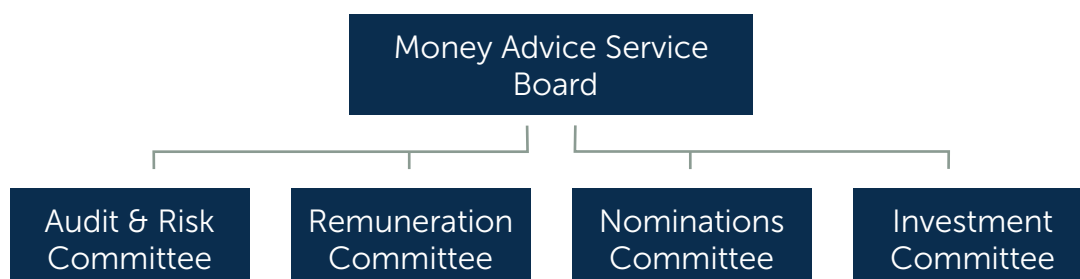 Money Advice Service
Board
Audit & Risk
Committee
Remuneration
Committee
Nominations
Committee
Investment
Committee